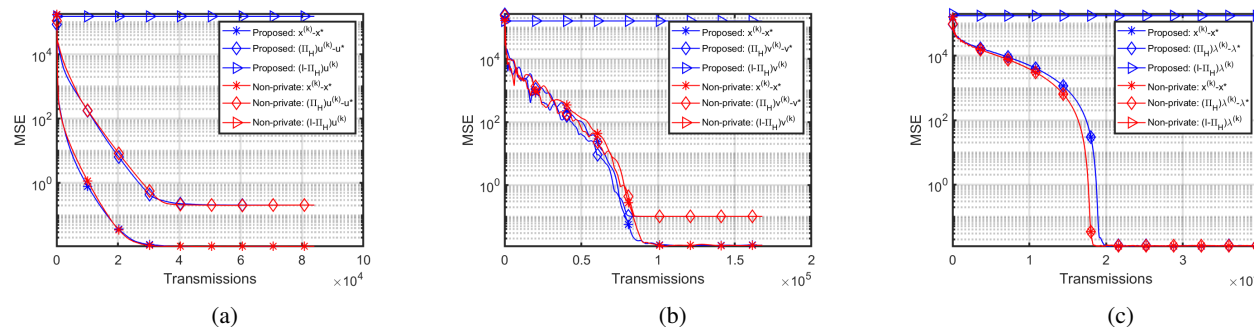 MSE
10^4
10^2
10^0
Proposed: x^(k)-x*
Proposed: (Π_H)u^(k)-u*
Proposed: (I-Π_H)u^(k)
Non-private: x^(k)-x*
Non-private: (Π_H)u^(k)-u*
Non-private: (I-Π_H)u^(k)
0 2 4 6 8 10
Transmissions ×10^4
(a)
MSE
10^4
10^2
10^0
Proposed: x^(k)-x*
Proposed: (Π_H)v^(k)-v*
Proposed: (I-Π_H)v^(k)
Non-private: x^(k)-x*
Non-private: (Π_H)v^(k)-v*
Non-private: (I-Π_H)v^(k)
0 0.5 1 1.5 2
Transmissions ×10^5
(b)
MSE
10^4
10^2
10^0
Proposed: x^(k)-x*
Proposed: (Π_H)λ^(k)-λ*
Proposed: (I-Π_H)λ^(k)
Non-private: x^(k)-x*
Non-private: (Π_H)λ^(k)-λ*
Non-private: (I-Π_H)λ^(k)
0 1 2 3
Transmissions
(c)